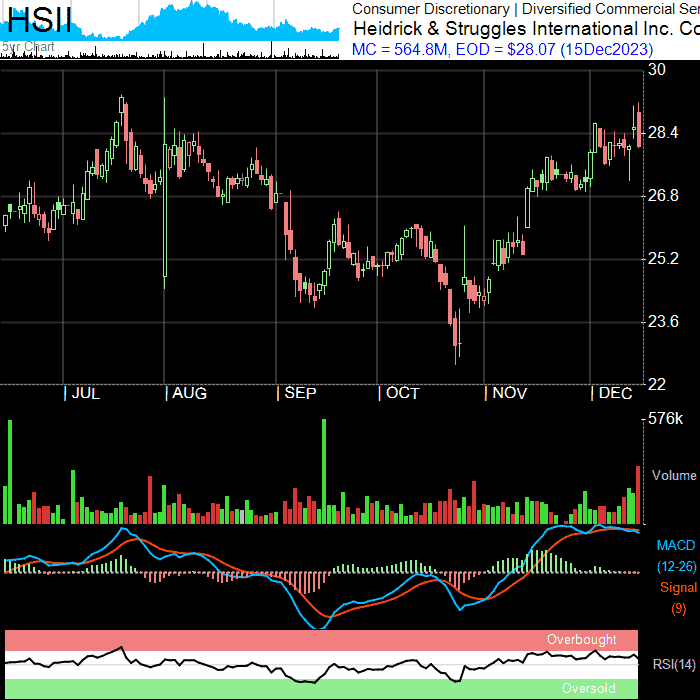 HSII
5yr Chart
Consumer Discretionary | Diversified Commercial Ser
Heidrick & Struggles International Inc. Co
MC = 564.8M, EOD = $28.07 (15Dec2023)
30
28.4
26.8
25.2
23.6
22
| JUL | AUG | SEP | OCT | NOV | DEC
576k
Volume
MACD
(12-26)
Signal
(9)
Overbought
RSI(14)
Oversold